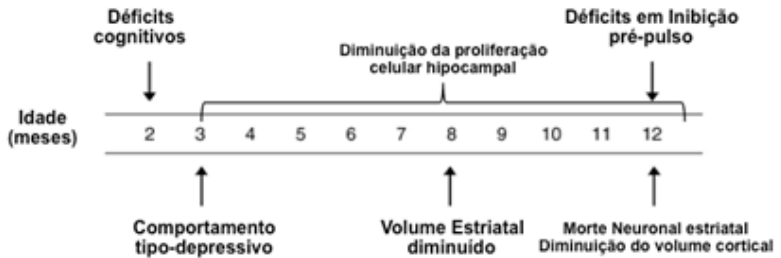 Déficits
cognitivos
Déficits em Inibição
pré-pulso
Diminuição da proliferação
celular hipocampal
Idade
(meses)
2 3 4 5 6 7 8 9 10 11 12
Comportamento
tipo-depressivo
Volume Estriatal
diminuído
Morte Neuronal estriatal
Diminuição do volume cortical